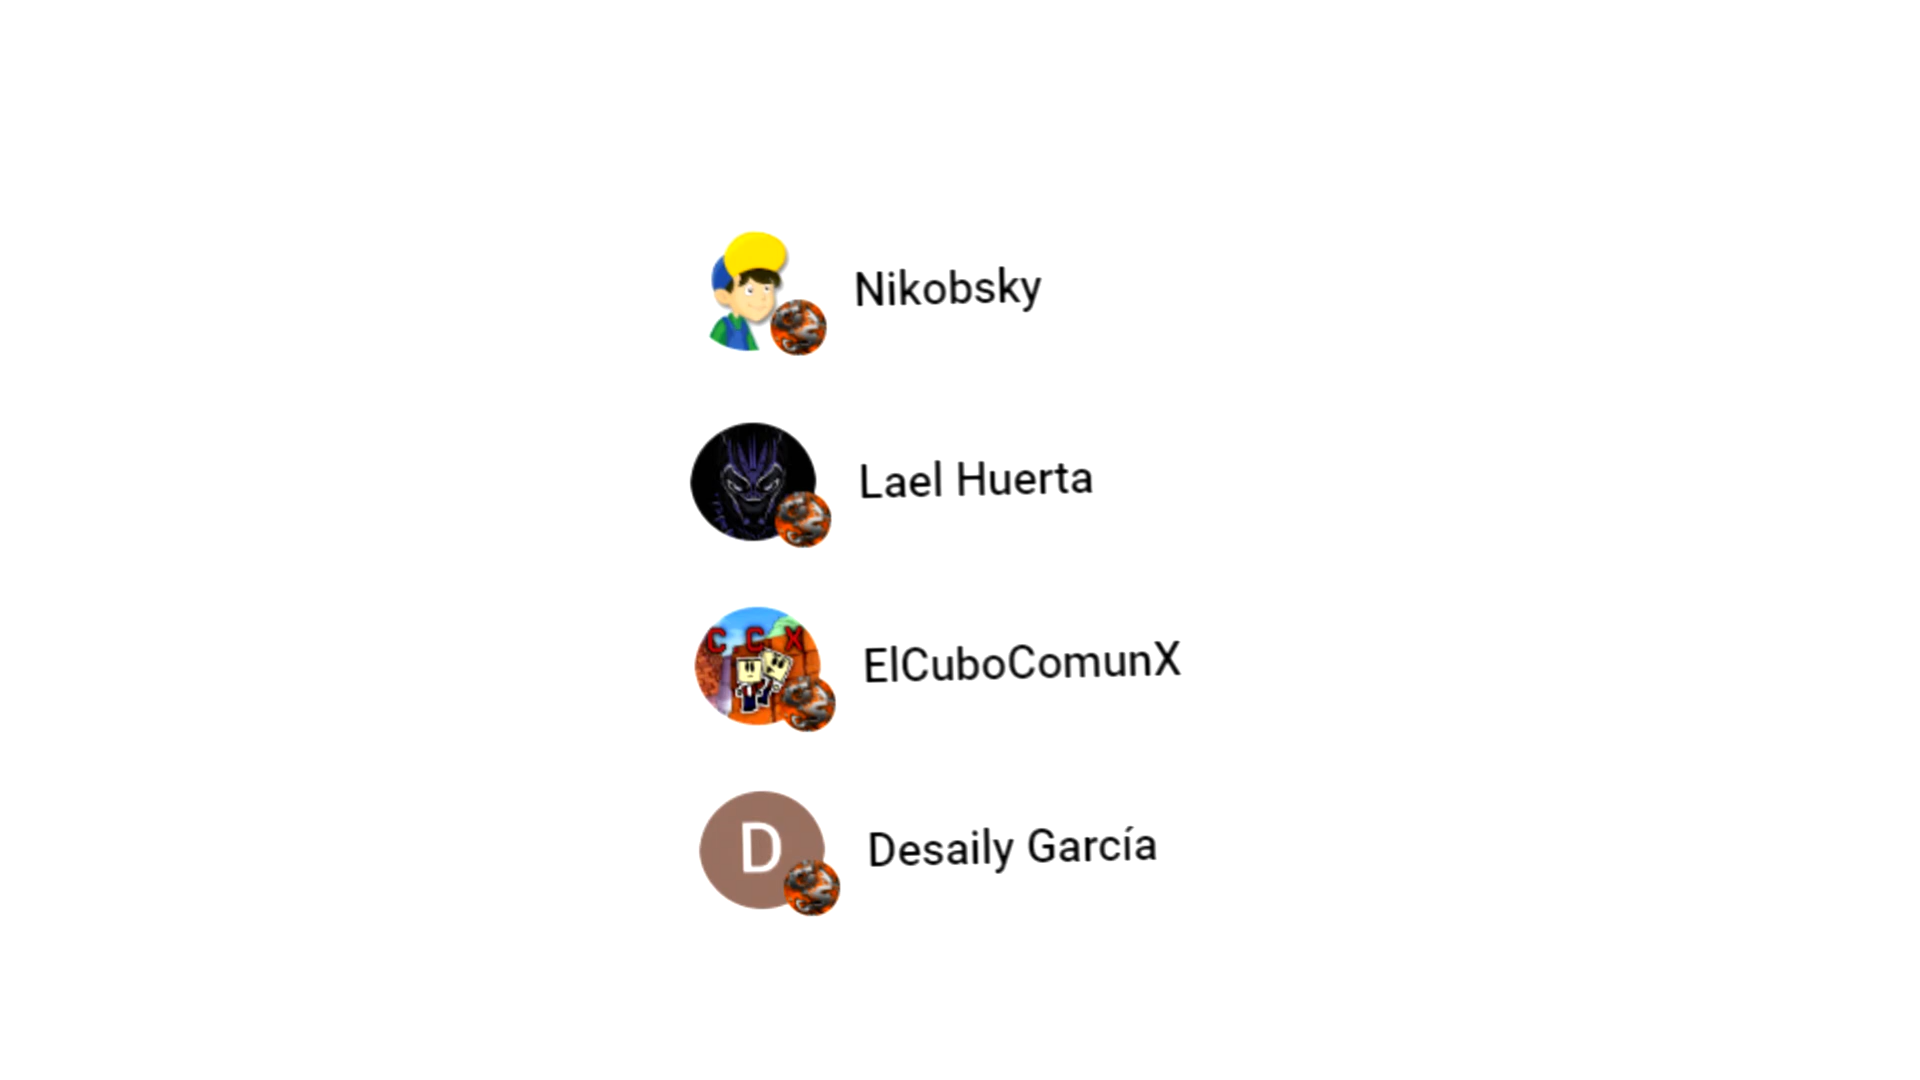 Nikobsky
Lael Huerta
C C X
ElCuboComunX
D
Desaily García